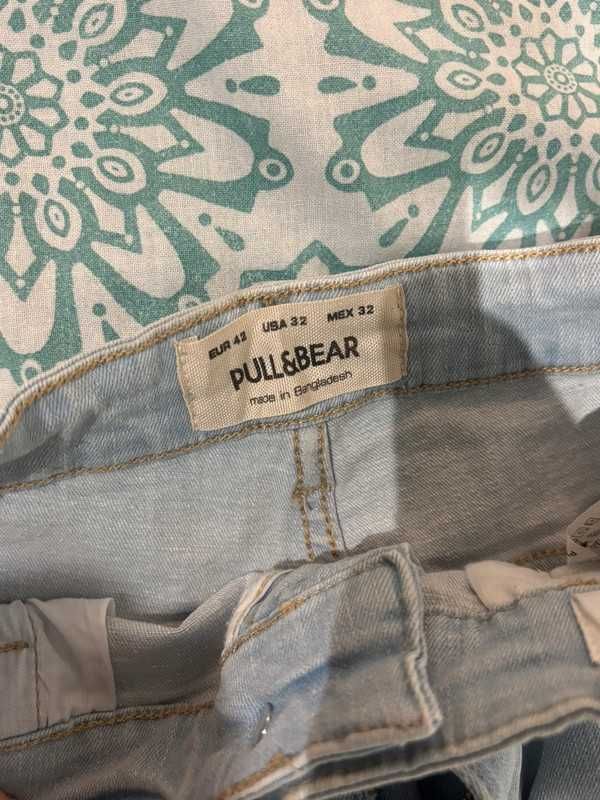 EUR 42 USA 32 MEX 32
PULL&BEAR
made in Bangladesh